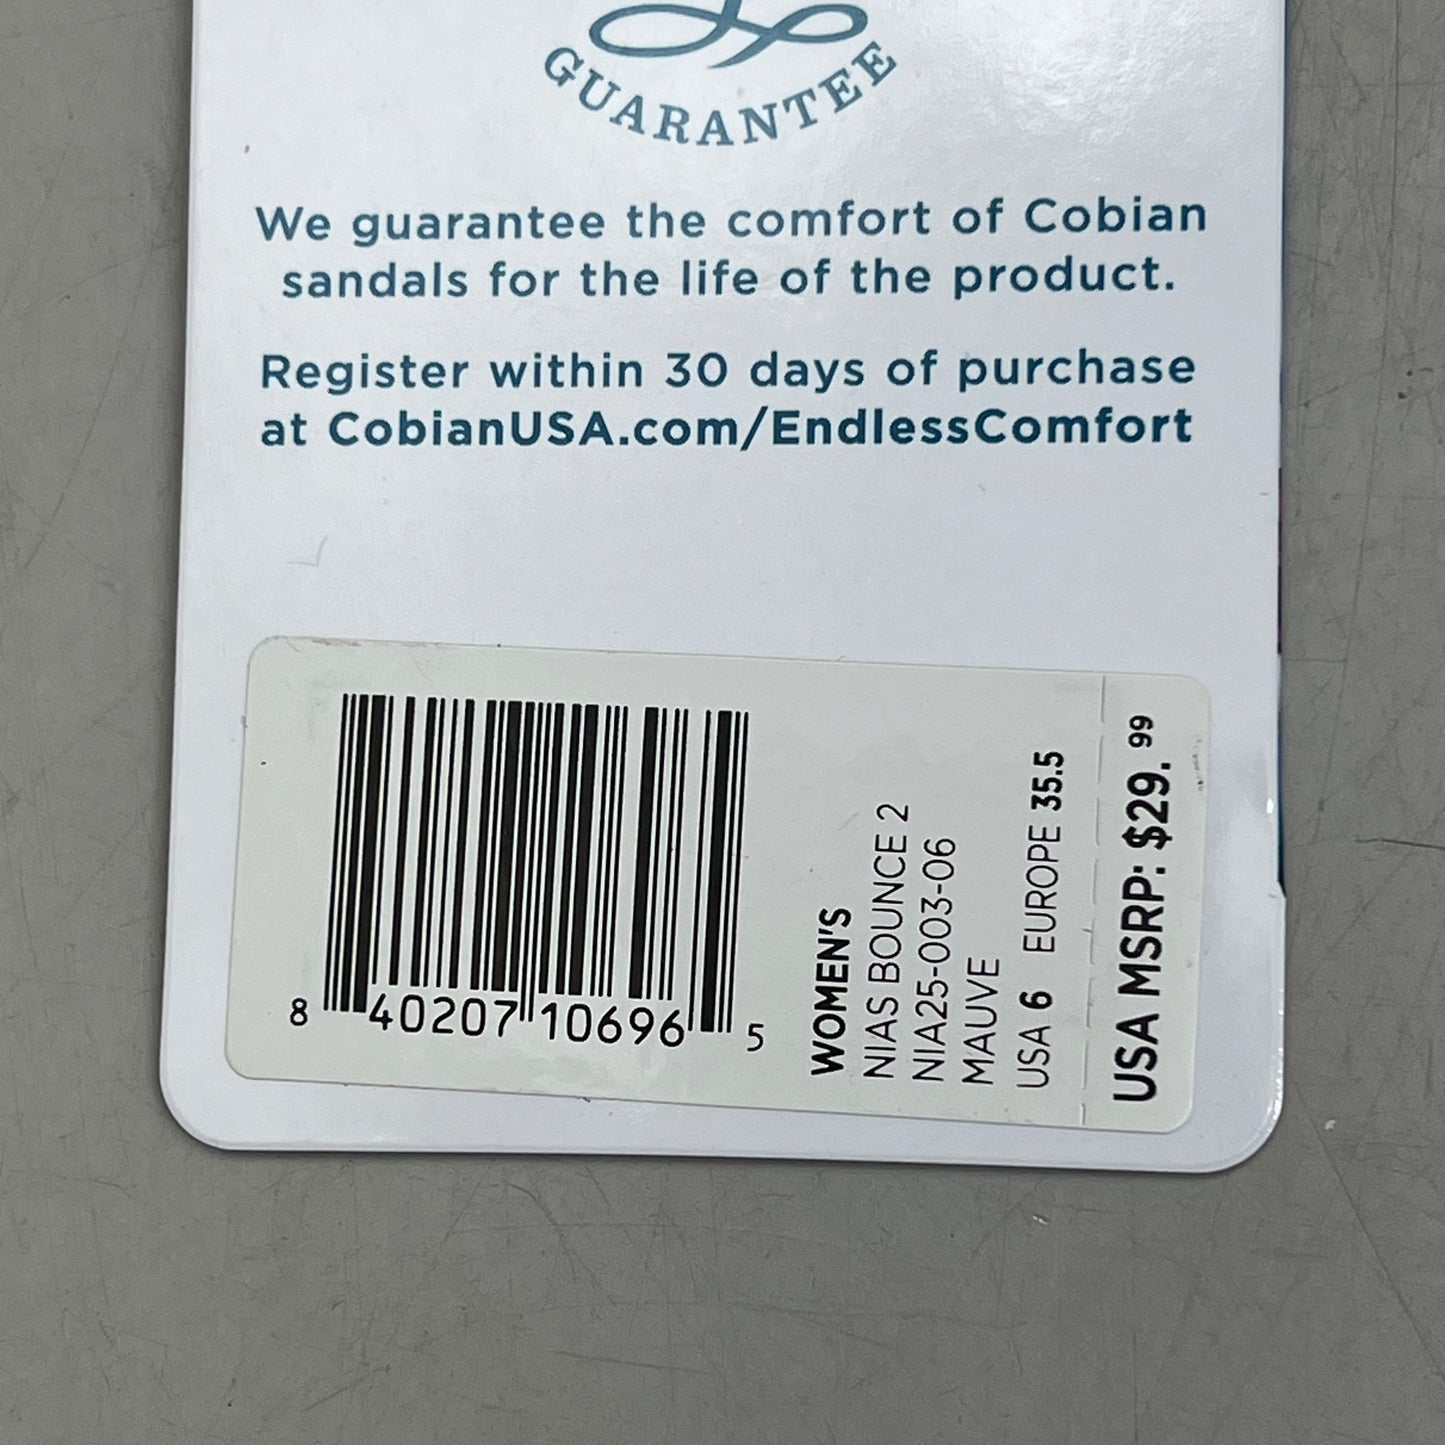 GUARANTEE
We guarantee the comfort of Cobian
sandals for the life of the product.
Register within 30 days of purchase
at CobianUSA.com/EndlessComfort
8 40207 10696 5
WOMEN'S
NIAS BOUNCE 2
NIA25-003-06
MAUVE
USA 6 EUROPE 35.5
USA MSRP: $29.99